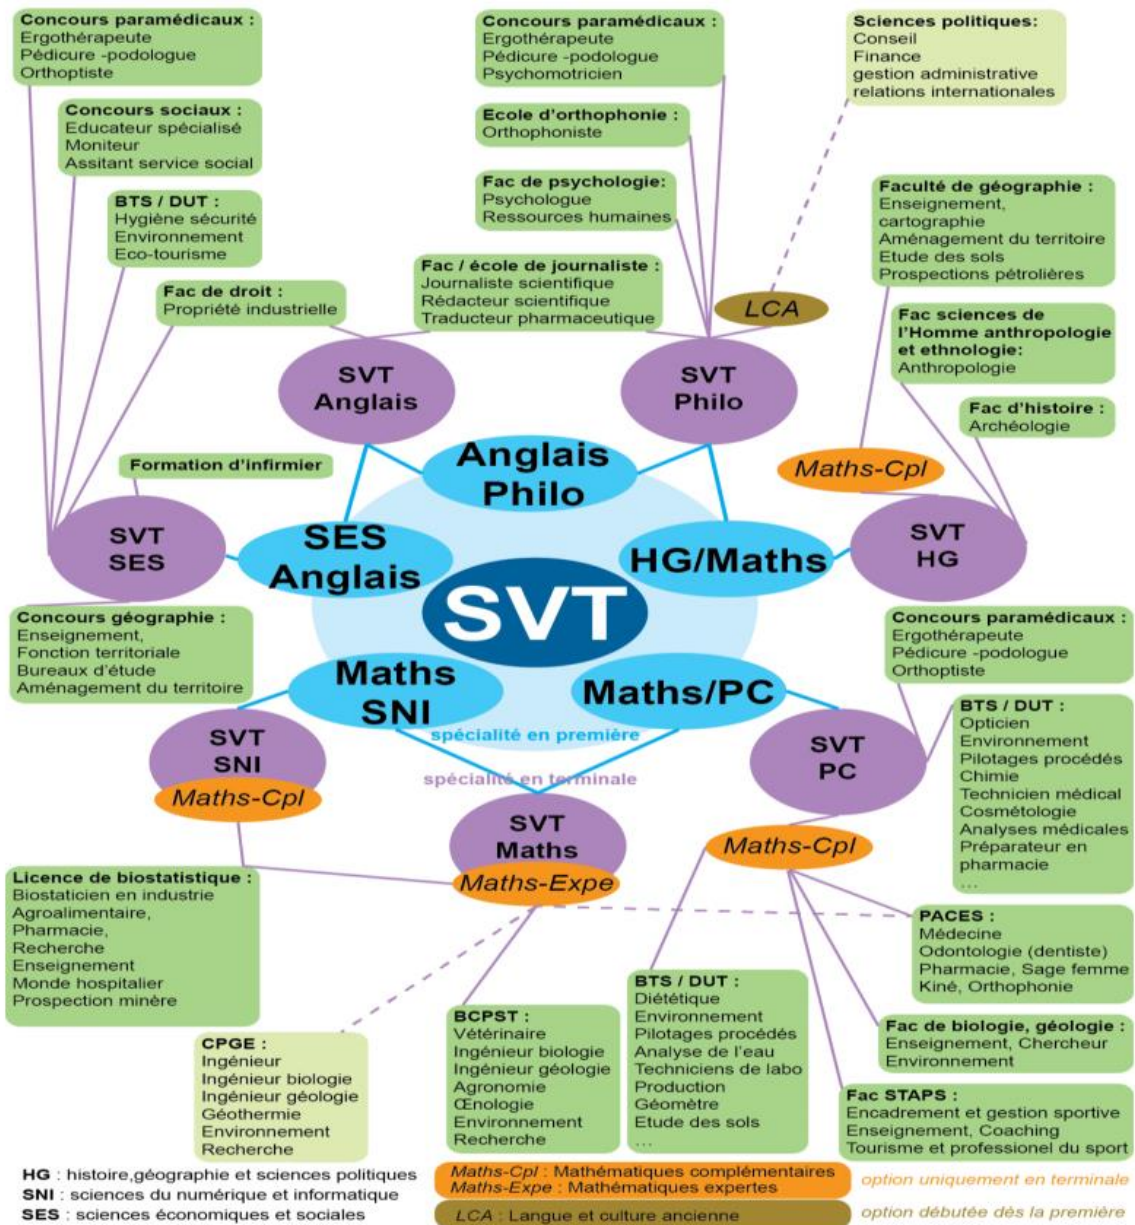 Concours paramédicaux :
Ergothérapeute
Pédicure -podologue
Orthoptiste
Concours sociaux :
Educateur spécialisé
Moniteur
Assitant service social
BTS / DUT :
Hygiène sécurité
Environnement
Eco-tourisme
Fac de droit :
Propriété industrielle
Concours paramédicaux :
Ergothérapeute
Pédicure -podologue
Psychomotricien
Ecole d'orthophonie :
Orthophoniste
Fac de psychologie:
Psychologue
Ressources humaines
Fac / école de journaliste :
Journaliste scientifique
Rédacteur scientifique
Traducteur pharmaceutique
Sciences politiques:
Conseil
Finance
gestion administrative
relations internationales
LCA
Faculté de géographie :
Enseignement,
cartographie
Aménagement du territoire
Etude des sols
Prospections pétrolières
Fac sciences de
l'Homme anthropologie
et ethnologie:
Anthropologie
Fac d'histoire :
Archéologie
SVT
Anglais
SVT
Philo
Maths-Cpl
Formation d'infirmier
Anglais
Philo
SVT
SES
SES
Anglais
HG/Maths
SVT
HG
SVT
Concours géographie :
Enseignement,
Fonction territoriale
Bureaux d'étude
Aménagement du territoire
Maths
SNI
Maths/PC
spécialité en première
spécialité en terminale
Concours paramédicaux :
Ergothérapeute
Pédicure -podologue
Orthoptiste
SVT
SNI
Maths-Cpl
SVT
Maths
Maths-Expe
SVT
PC
Maths-Cpl
BTS / DUT :
Opticien
Environnement
Pilotages procédés
Chimie
Technicien médical
Cosmétologie
Analyses médicales
Préparateur en
pharmacie
...
Licence de biostatistique :
Biostaticien en industrie
Agroalimentaire,
Pharmacie,
Recherche
Enseignement
Monde hospitalier
Prospection minère
CPGE :
Ingénieur
Ingénieur biologie
Ingénieur géologie
Géothermie
Environnement
Recherche
BCPST :
Vétérinaire
Ingénieur biologie
Ingénieur géologie
Agronomie
Œnologie
Environnement
Recherche
BTS / DUT :
Diététique
Environnement
Pilotages procédés
Analyse de l'eau
Techniciens de labo
Production
Géomètre
Etude des sols
...
PACES :
Médecine
Odontologie (dentiste)
Pharmacie, Sage femme
Kiné, Orthophonie
Fac de biologie, géologie :
Enseignement, Chercheur
Environnement
Fac STAPS :
Encadrement et gestion sportive
Enseignement, Coaching
Tourisme et professionel du sport
HG : histoire,géographie et sciences politiques
SNI : sciences du numérique et informatique
SES : sciences économiques et sociales
Maths-Cpl : Mathématiques complémentaires
Maths-Expe : Mathématiques expertes
option uniquement en terminale
LCA : Langue et culture ancienne
option débutée dès la première